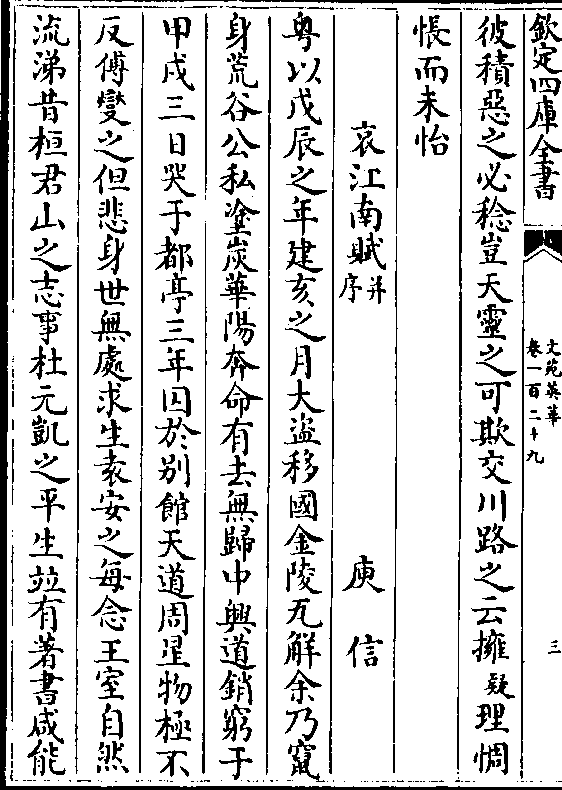 欽定四庫全書
文苑英華
卷一百二十九
三
彼積惡之必稔豈天靈之可欺交川路之云擁疑理惆
悵而未怡
哀江南賦并序
庾信
粤以戊辰之年建亥之月大盜移國金陵瓦解余乃竄
身荒谷公私塗炭華陽奔命有去無歸中興道銷窮于
甲戌三日哭于都亭三年囚於别館天道周星物極不
反傅燮之但悲身世無處求生袁安之每念王室自然
流涕昔桓君山之志事杜元凱之平生竝有著書咸能